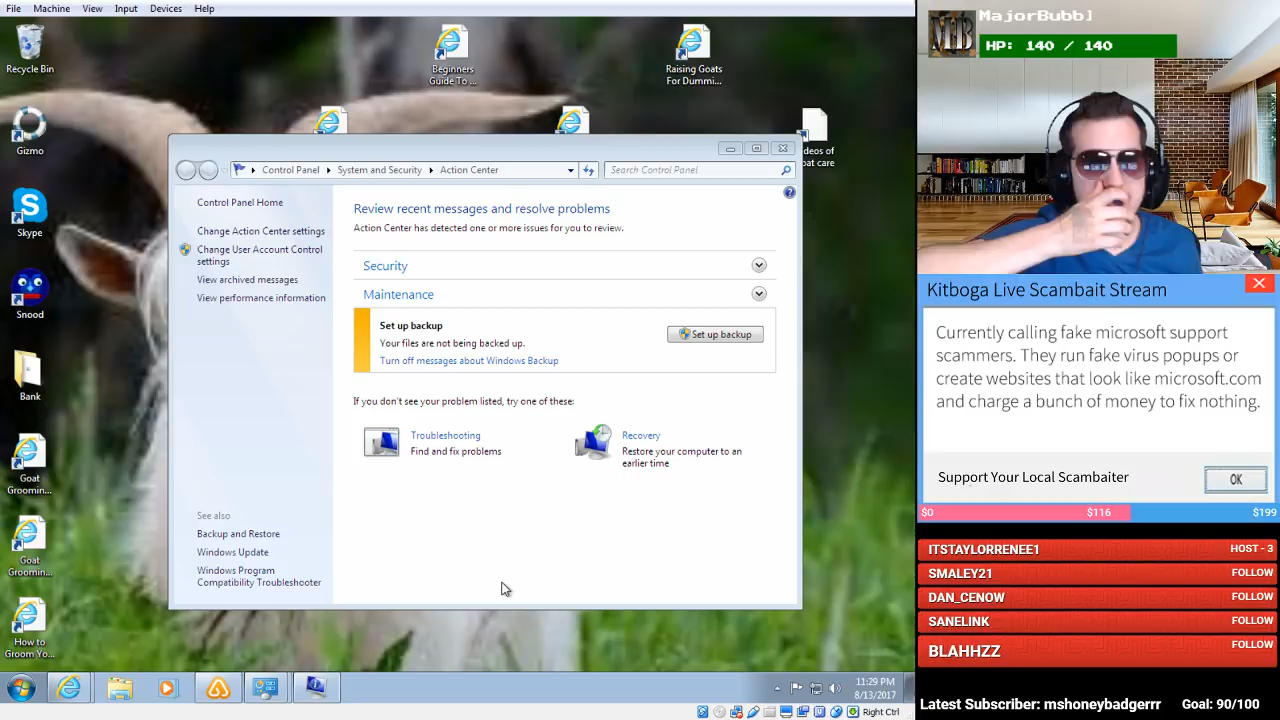 File Machine View Input Devices Help
Recycle Bin
Beginners
Guide To ...
Raising Goats
For Dummi...
Gizmo
Skype
Snood
Bank
Goat
Groomin...
Goat
Groomin...
How to
Groom Yo...
of
oat care
Control Panel
System and Security
Action Center
Search Control Panel
Control Panel Home
Change Action Center settings
Change User Account Control
settings
View archived messages
View performance information
See also
Backup and Restore
Windows Update
Windows Program
Compatibility Troubleshooter
Review recent messages and resolve problems
Action Center has detected one or more issues for you to review.
Security
Maintenance
Set up backup
Your files are not being backed up.
Turn off messages about Windows Backup
Set up backup
If you don't see your problem listed, try one of these:
Troubleshooting
Find and fix problems
Recovery
Restore your computer to an
earlier time
11:29 PM
8/13/2017
Right Ctrl
MB
MajorBubb]
HP: 140 / 140
Kitboga Live Scambait Stream
Currently calling fake microsoft support
scammers. They run fake virus popups or
create websites that look like microsoft.com
and charge a bunch of money to fix nothing.
Support Your Local Scambaiter
OK
$0 $116 $199
ITSTAYLORRENEE1 HOST - 3
SMALEY21 FOLLOW
DAN_CENOW FOLLOW
SANELINK FOLLOW
BLAHHZZ FOLLOW
Latest Subscriber: mshoneybadgerrr Goal: 90/100